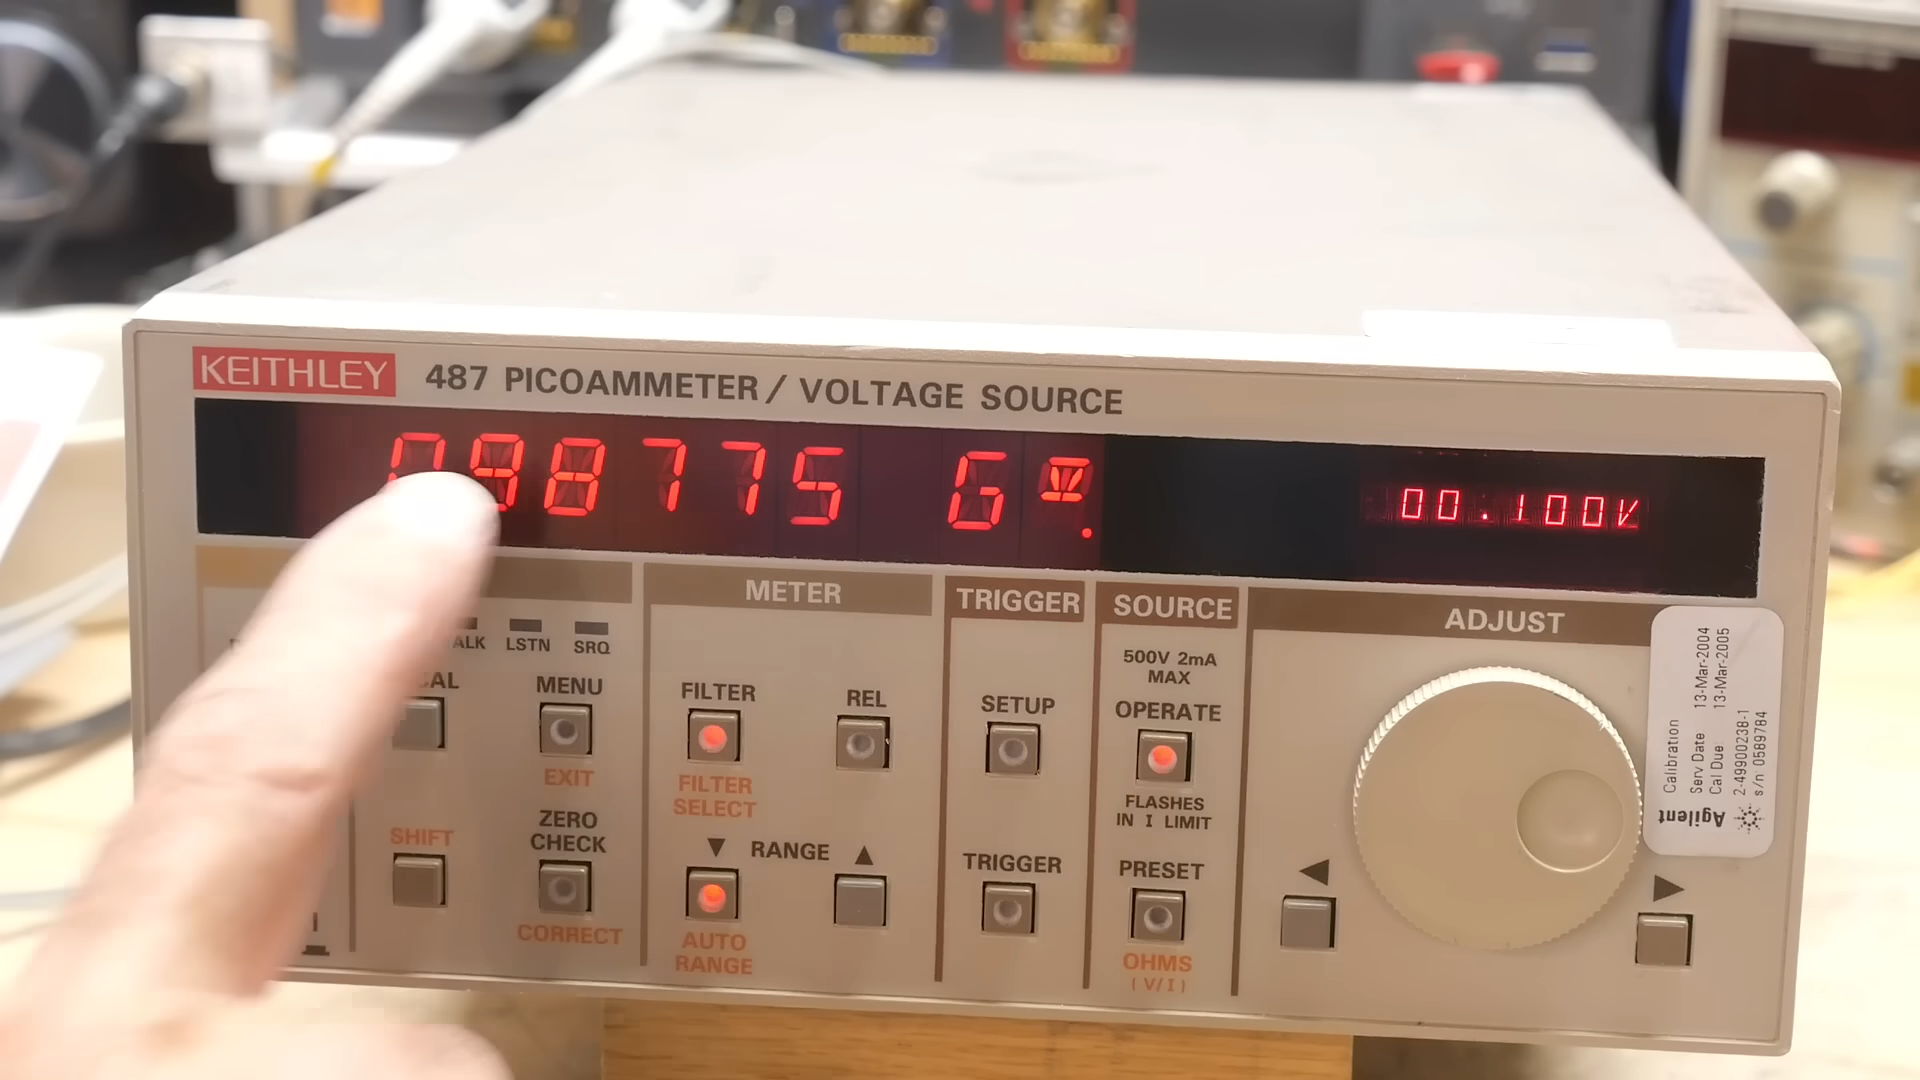 KEITHLEY 487 PICOAMMETER / VOLTAGE SOURCE
98775 GΩ.
00.100V
METER
TRIGGER
SOURCE
ADJUST
LSTN
SRQ
500V 2mA
MAX
MENU
FILTER
REL
SETUP
OPERATE
EXIT
FILTER
SELECT
FLASHES
IN I LIMIT
SHIFT
ZERO
CHECK
▼ RANGE ▲
TRIGGER
PRESET
◀
▶
CORRECT
AUTO
RANGE
OHMS
(V/I)
Agilent
Calibration
Serv Date 13-Mar-2004
Cal Due 13-Mar-2005
2-49900238-1
s/n 0589784